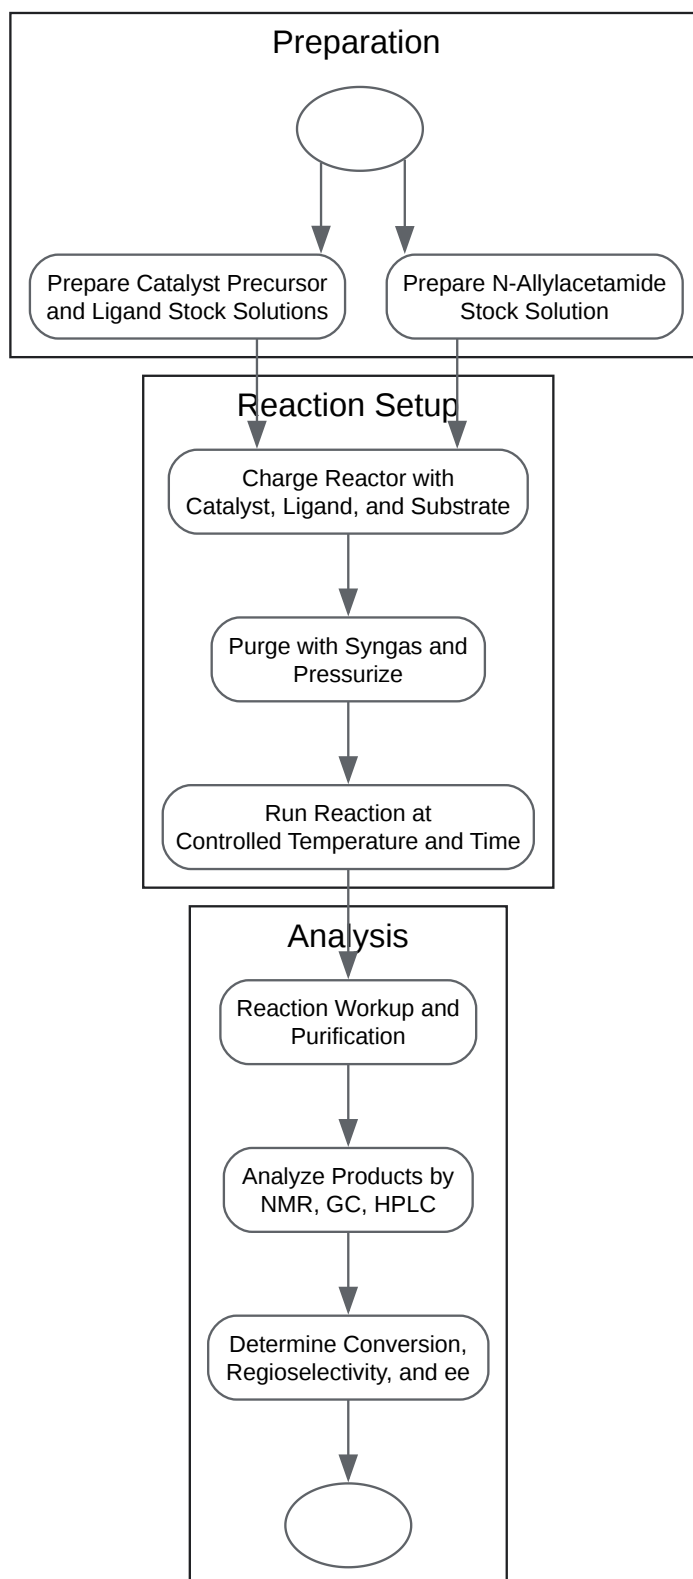 Preparation
Prepare Catalyst Precursor
and Ligand Stock Solutions
Prepare N-Allylacetamide
Stock Solution
Reaction Setup
Charge Reactor with
Catalyst, Ligand, and Substrate
Purge with Syngas and
Pressurize
Run Reaction at
Controlled Temperature and Time
Analysis
Reaction Workup and
Purification
Analyze Products by
NMR, GC, HPLC
Determine Conversion,
Regioselectivity, and ee